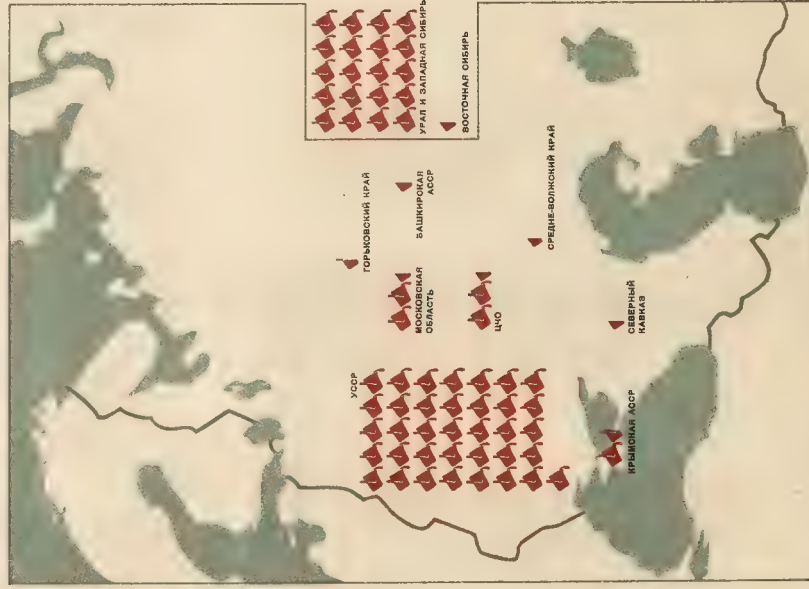 УРАЛ И ЗАПАДНАЯ СИБИРЬ
ВОСТОЧНАЯ СИБИРЬ
ГОРЬКОВСКИЙ КРАЙ
БАШКИРСКАЯ
АССР
МОСКОВСКАЯ
ОБЛАСТЬ
СРЕДНЕ-ВОЛЖСКИЙ КРАЙ
ЦЧО
УССР
СЕВЕРНЫЙ
КАВКАЗ
КРЫМСКАЯ АССР